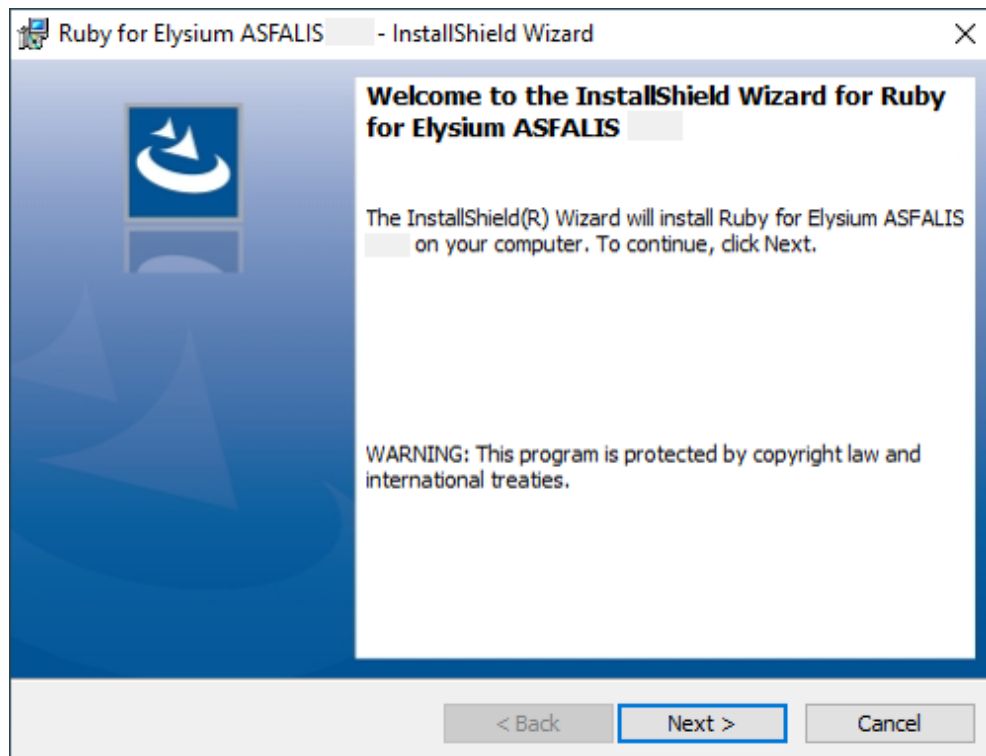 Ruby for Elysium ASFALIS - InstallShield Wizard
Welcome to the InstallShield Wizard for Ruby
for Elysium ASFALIS
The InstallShield(R) Wizard will install Ruby for Elysium ASFALIS
on your computer. To continue, click Next.
WARNING: This program is protected by copyright law and
international treaties.
< Back
Next >
Cancel